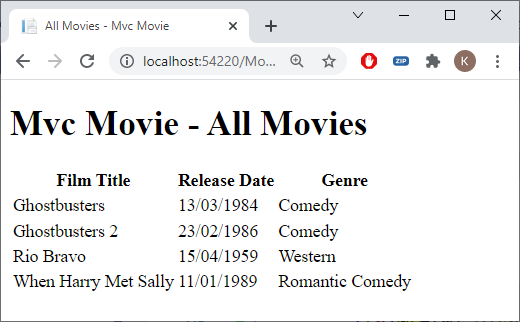 All Movies - Mvc Movie
localhost:54220/Mo...
ZIP
K
Mvc Movie - All Movies
Film Title Release Date Genre
Ghostbusters 13/03/1984 Comedy
Ghostbusters 2 23/02/1986 Comedy
Rio Bravo 15/04/1959 Western
When Harry Met Sally 11/01/1989 Romantic Comedy